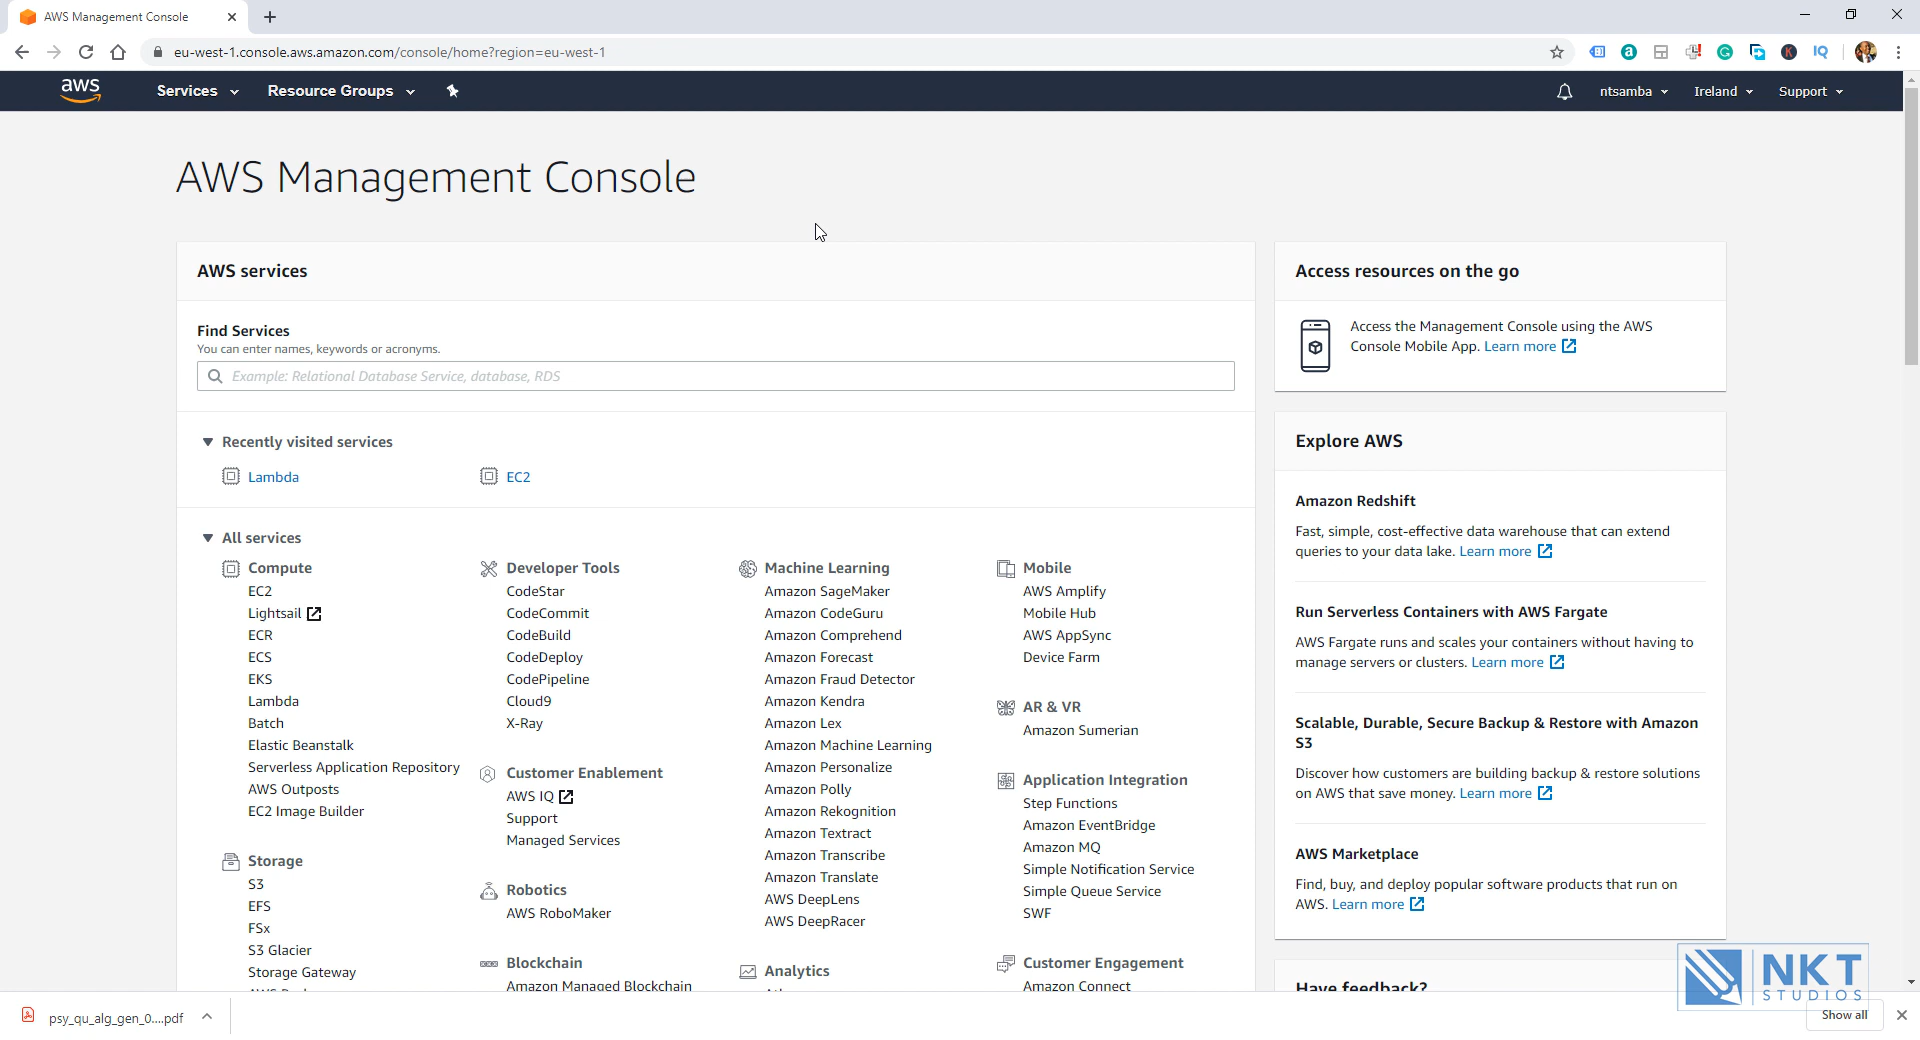 AWS Management Console
eu-west-1.console.aws.amazon.com/console/home?region=eu-west-1
aws
Services
Resource Groups
ntsamba
Ireland
Support
AWS Management Console
AWS services
Find Services
You can enter names, keywords or acronyms.
Example: Relational Database Service, database, RDS
Recently visited services
Lambda
EC2
All services
Compute
EC2
Lightsail
ECR
ECS
EKS
Lambda
Batch
Elastic Beanstalk
Serverless Application Repository
AWS Outposts
EC2 Image Builder
Storage
S3
EFS
FSx
S3 Glacier
Storage Gateway
Developer Tools
CodeStar
CodeCommit
CodeBuild
CodeDeploy
CodePipeline
Cloud9
X-Ray
Customer Enablement
AWS IQ
Support
Managed Services
Robotics
AWS RoboMaker
Blockchain
Amazon Managed Blockchain
Machine Learning
Amazon SageMaker
Amazon CodeGuru
Amazon Comprehend
Amazon Forecast
Amazon Fraud Detector
Amazon Kendra
Amazon Lex
Amazon Machine Learning
Amazon Personalize
Amazon Polly
Amazon Rekognition
Amazon Textract
Amazon Transcribe
Amazon Translate
AWS DeepLens
AWS DeepRacer
Analytics
Mobile
AWS Amplify
Mobile Hub
AWS AppSync
Device Farm
AR & VR
Amazon Sumerian
Application Integration
Step Functions
Amazon EventBridge
Amazon MQ
Simple Notification Service
Simple Queue Service
SWF
Customer Engagement
Amazon Connect
Access resources on the go
Access the Management Console using the AWS
Console Mobile App. Learn more
Explore AWS
Amazon Redshift
Fast, simple, cost-effective data warehouse that can extend
queries to your data lake. Learn more
Run Serverless Containers with AWS Fargate
AWS Fargate runs and scales your containers without having to
manage servers or clusters. Learn more
Scalable, Durable, Secure Backup & Restore with Amazon
S3
Discover how customers are building backup & restore solutions
on AWS that save money. Learn more
AWS Marketplace
Find, buy, and deploy popular software products that run on
AWS. Learn more
Have feedback?
NKT
STUDIOS
psy_qu_alg_gen_0....pdf
Show all